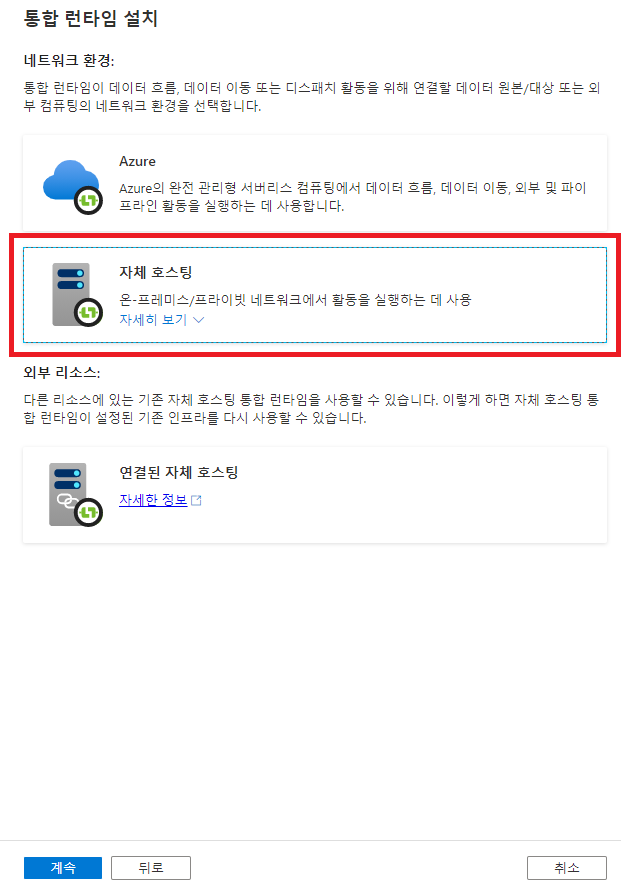 통합 런타임 설치
네트워크 환경:
통합 런타임이 데이터 흐름, 데이터 이동 또는 디스패치 활동을 위해 연결할 데이터 원본/대상 또는 외
부 컴퓨팅의 네트워크 환경을 선택합니다.
Azure
Azure의 완전 관리형 서버리스 컴퓨팅에서 데이터 흐름, 데이터 이동, 외부 및 파이
프라인 활동을 실행하는 데 사용합니다.
자체 호스팅
온-프레미스/프라이빗 네트워크에서 활동을 실행하는 데 사용
자세히 보기
외부 리소스:
다른 리소스에 있는 기존 자체 호스팅 통합 런타임을 사용할 수 있습니다. 이렇게 하면 자체 호스팅 통
합 런타임이 설정된 기존 인프라를 다시 사용할 수 있습니다.
연결된 자체 호스팅
자세한 정보
계속
뒤로
취소